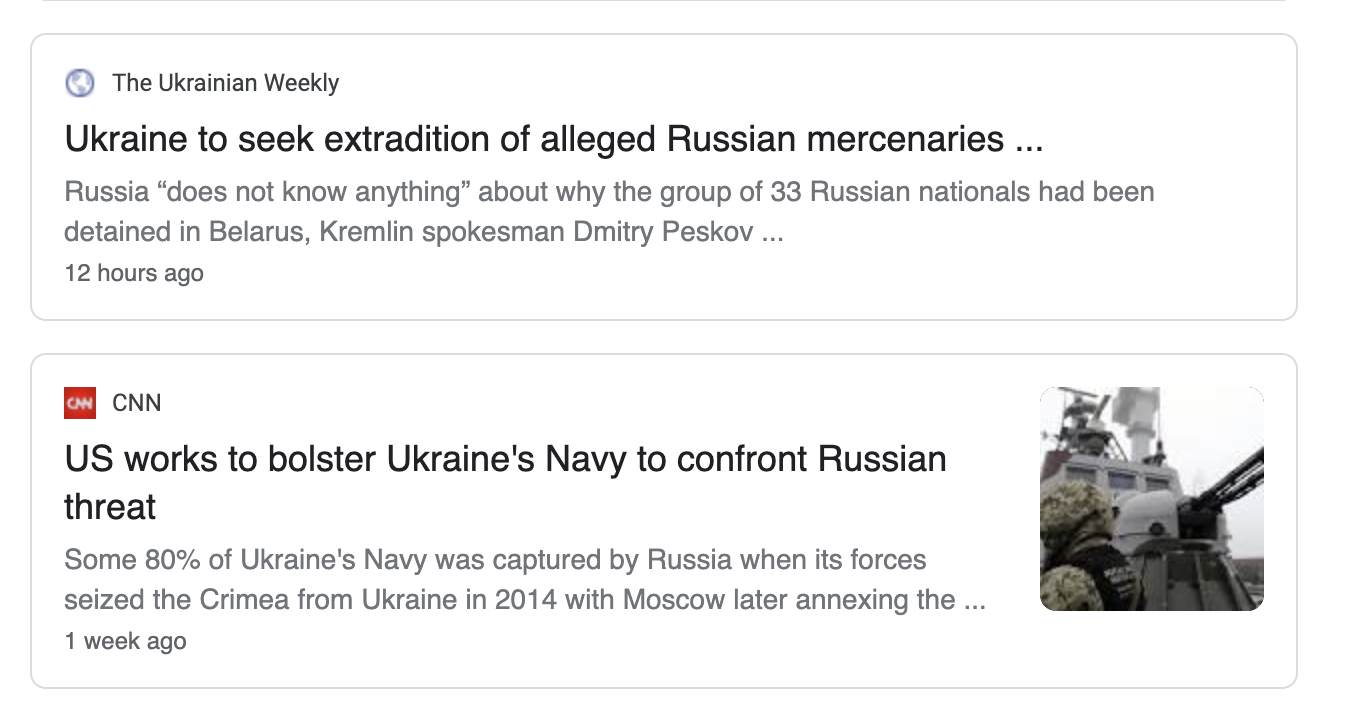 The Ukrainian Weekly
Ukraine to seek extradition of alleged Russian mercenaries ...
Russia “does not know anything” about why the group of 33 Russian nationals had been
detained in Belarus, Kremlin spokesman Dmitry Peskov ...
12 hours ago
CNN
CNN
US works to bolster Ukraine's Navy to confront Russian
threat
Some 80% of Ukraine's Navy was captured by Russia when its forces
seized the Crimea from Ukraine in 2014 with Moscow later annexing the ...
1 week ago